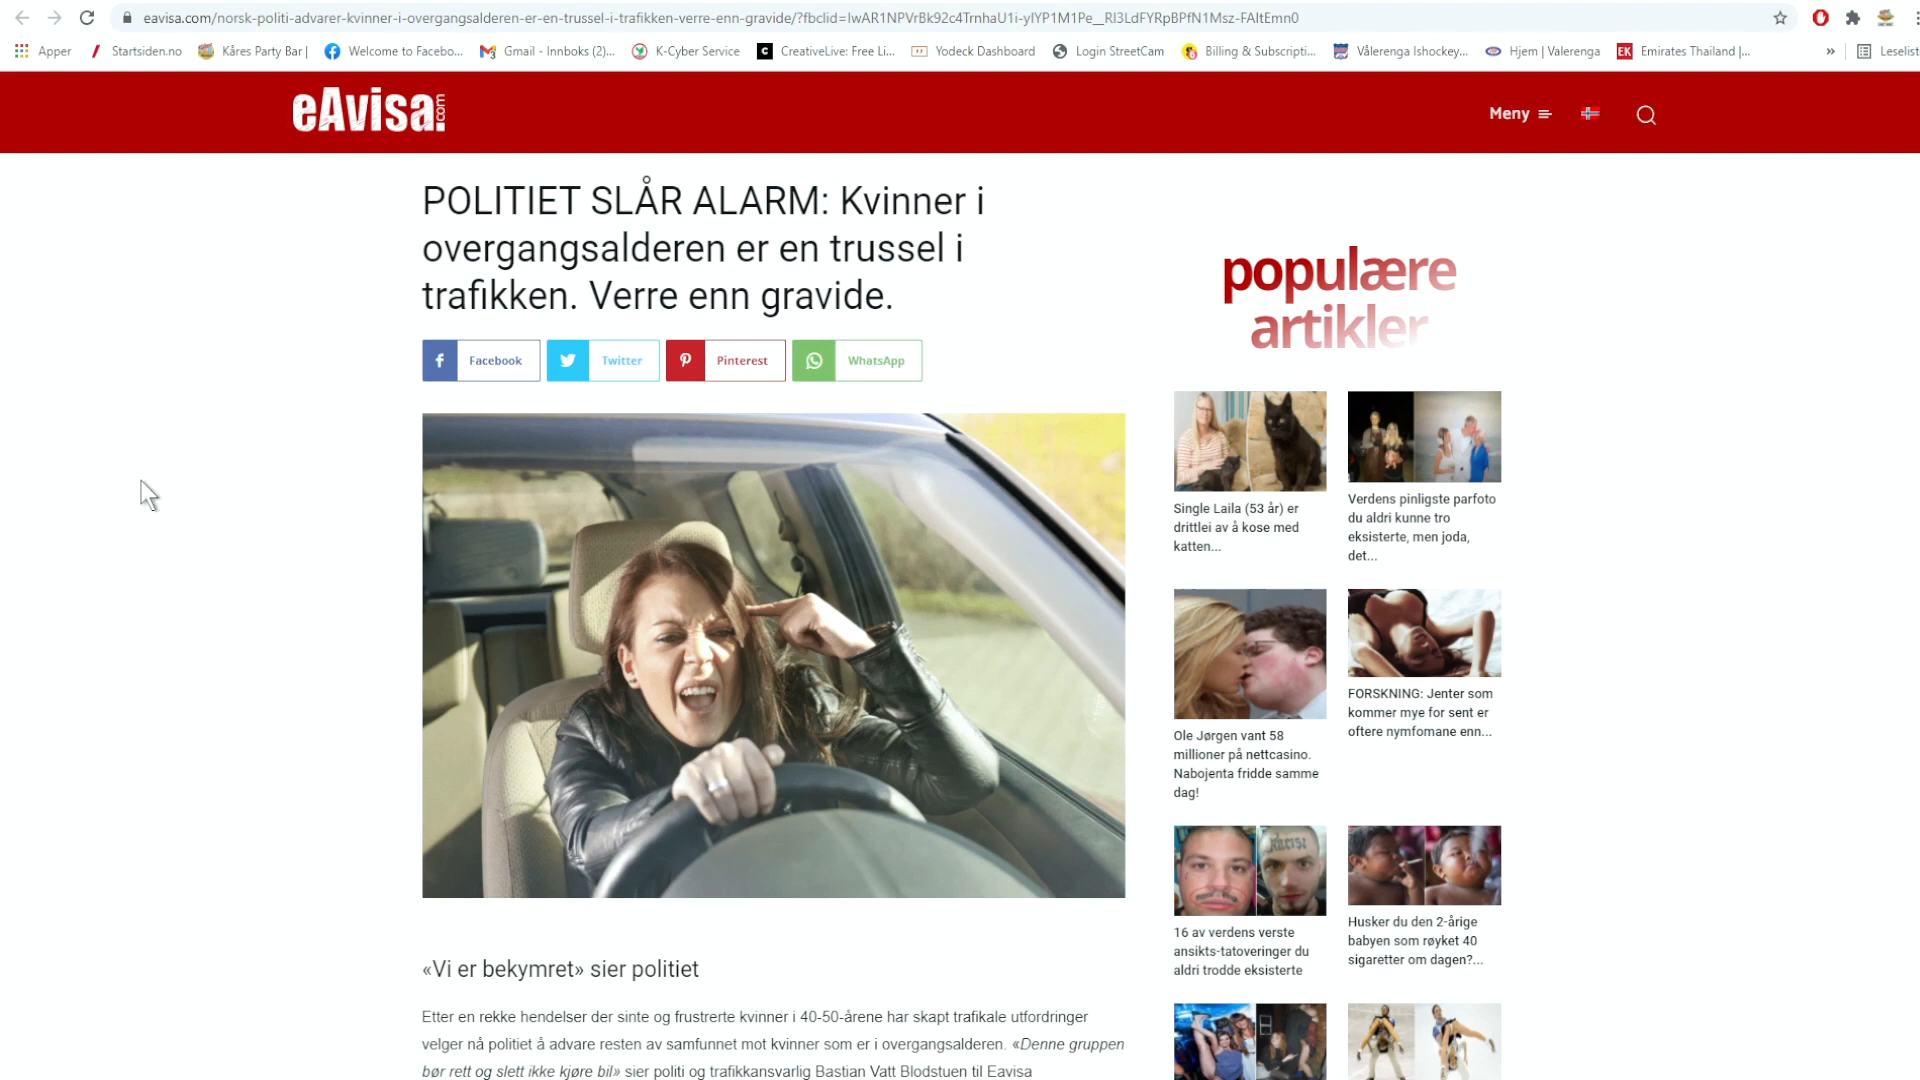 eavisa.com/norsk-politi-advarer-kvinner-i-overgangsalderen-er-en-trussel-i-trafikken-verre-enn-gravide/?fbclid=IwAR1NPVrBk92c4TrnhaU1i-yIYP1M1Pe__RI3LdFYRpBPfN1Msz-FAItEmn0
Apper Startsiden.no Kåres Party Bar | Welcome to Facebo... Gmail - Innboks (2)... K-Cyber Service CreativeLive: Free Li... Yodeck Dashboard Login StreetCam Billing & Subscripti... Vålerenga Ishockey... Hjem | Valerenga EK Emirates Thailand |... » Leselist
eAvisa.com
Meny
POLITIET SLÅR ALARM: Kvinner i
overgangsalderen er en trussel i
trafikken. Verre enn gravide.
Facebook Twitter Pinterest WhatsApp
populære
artikler
Single Laila (53 år) er
drittlei av å kose med
katten...
Verdens pinligste parfoto
du aldri kunne tro
eksisterte, men joda,
det...
Ole Jørgen vant 58
millioner på nettcasino.
Nabojenta fridde samme
dag!
FORSKNING: Jenter som
kommer mye for sent er
oftere nymfomane enn...
16 av verdens verste
ansikts-tatoveringer du
aldri trodde eksisterte
Husker du den 2-årige
babyen som røyket 40
sigaretter om dagen?...
«Vi er bekymret» sier politiet
Etter en rekke hendelser der sinte og frustrerte kvinner i 40-50-årene har skapt trafikale utfordringer
velger nå politiet å advare resten av samfunnet mot kvinner som er i overgangsalderen. «Denne gruppen
bør rett og slett ikke kjøre bil» sier politi og trafikkansvarlig Bastian Vatt Blodstuen til Eavisa